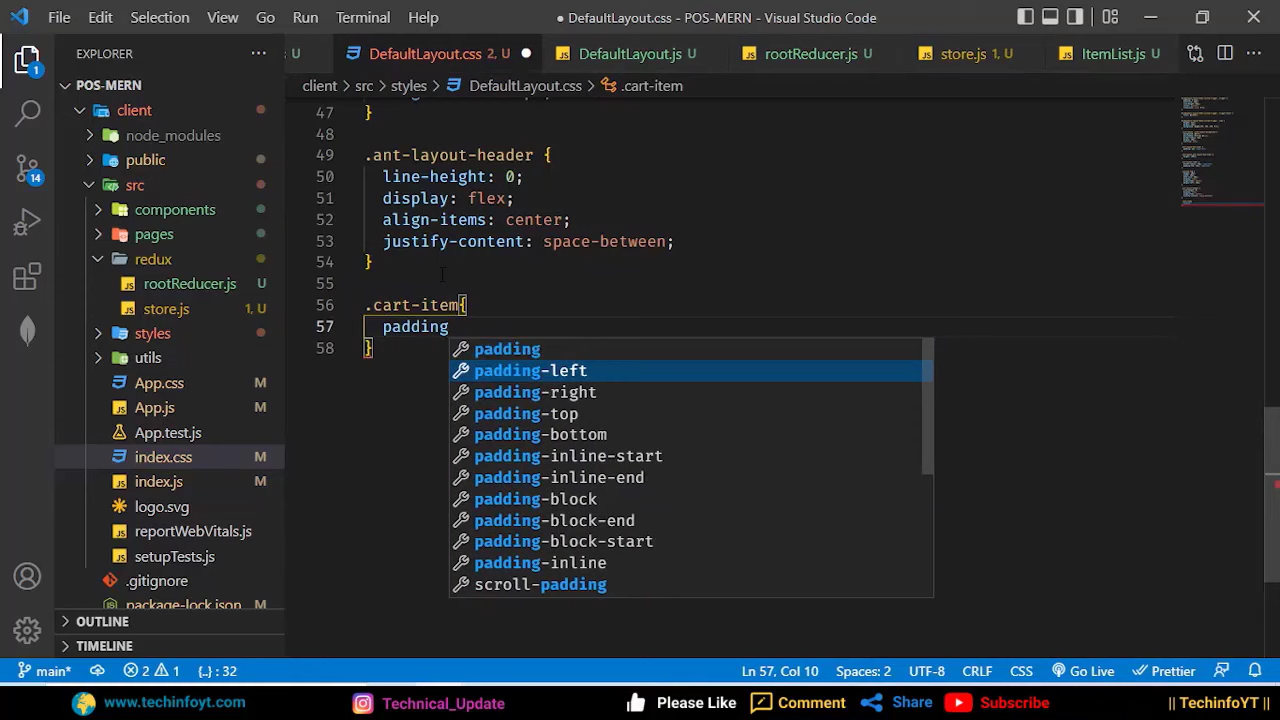 File Edit Selection View Go Run Terminal Help
● DefaultLayout.css - POS-MERN - Visual Studio Code
EXPLORER
U
DefaultLayout.css 2, U
DefaultLayout.js U
rootReducer.js U
store.js 1, U
ItemList.js U
POS-MERN
client > src > styles > DefaultLayout.css > .cart-item
1
14
client
node_modules
public
src
components
pages
redux
rootReducer.js U
store.js U
styles
utils
App.css M
App.js M
App.test.js M
index.css M
index.js M
logo.svg
reportWebVitals.js
setupTests.js
.gitignore
package-lock.json M
OUTLINE
TIMELINE
47 }
48
49 .ant-layout-header {
50 line-height: 0;
51 display: flex;
52 align-items: center;
53 justify-content: space-between;
54 }
55
56 .cart-item{
57 padding
58 }
padding
padding-left
padding-right
padding-top
padding-bottom
padding-inline-start
padding-inline-end
padding-block
padding-block-end
padding-block-start
padding-inline
scroll-padding
main* 2 1 {..} : 32 Ln 57, Col 10 Spaces: 2 UTF-8 CRLF CSS Go Live Prettier
www.techinfoyt.com Technical_Update Please Like Comment Share Subscribe || TechinfoYT ||